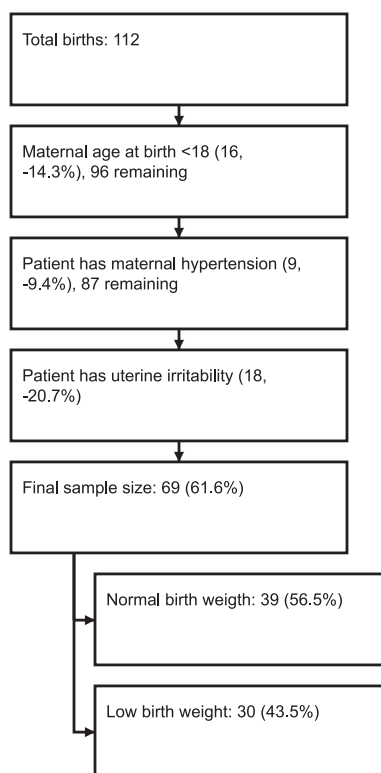 Total births: 112
Maternal age at birth <18 (16,
-14.3%), 96 remaining
Patient has maternal hypertension (9,
-9.4%), 87 remaining
Patient has uterine irritability (18,
-20.7%)
Final sample size: 69 (61.6%)
Normal birth weigth: 39 (56.5%)
Low birth weight: 30 (43.5%)